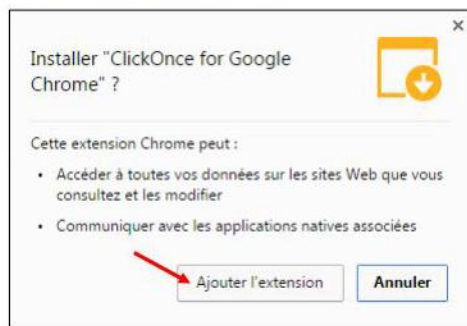 Installer "ClickOnce for Google
Chrome" ?
Cette extension Chrome peut :
• Accéder à toutes vos données sur les sites Web que vous
consultez et les modifier
• Communiquer avec les applications natives associées
Ajouter l'extension
Annuler